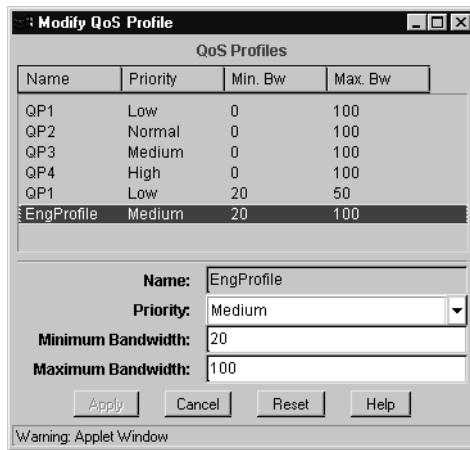 Modify QoS Profile
QoS Profiles
Name Priority Min. Bw Max. Bw
QP1 Low 0 100
QP2 Normal 0 100
QP3 Medium 0 100
QP4 High 0 100
QP1 Low 20 50
EngProfile Medium 20 100
Name: EngProfile
Priority: Medium
Minimum Bandwidth: 20
Maximum Bandwidth: 100
Apply Cancel Reset Help
Warning: Applet Window